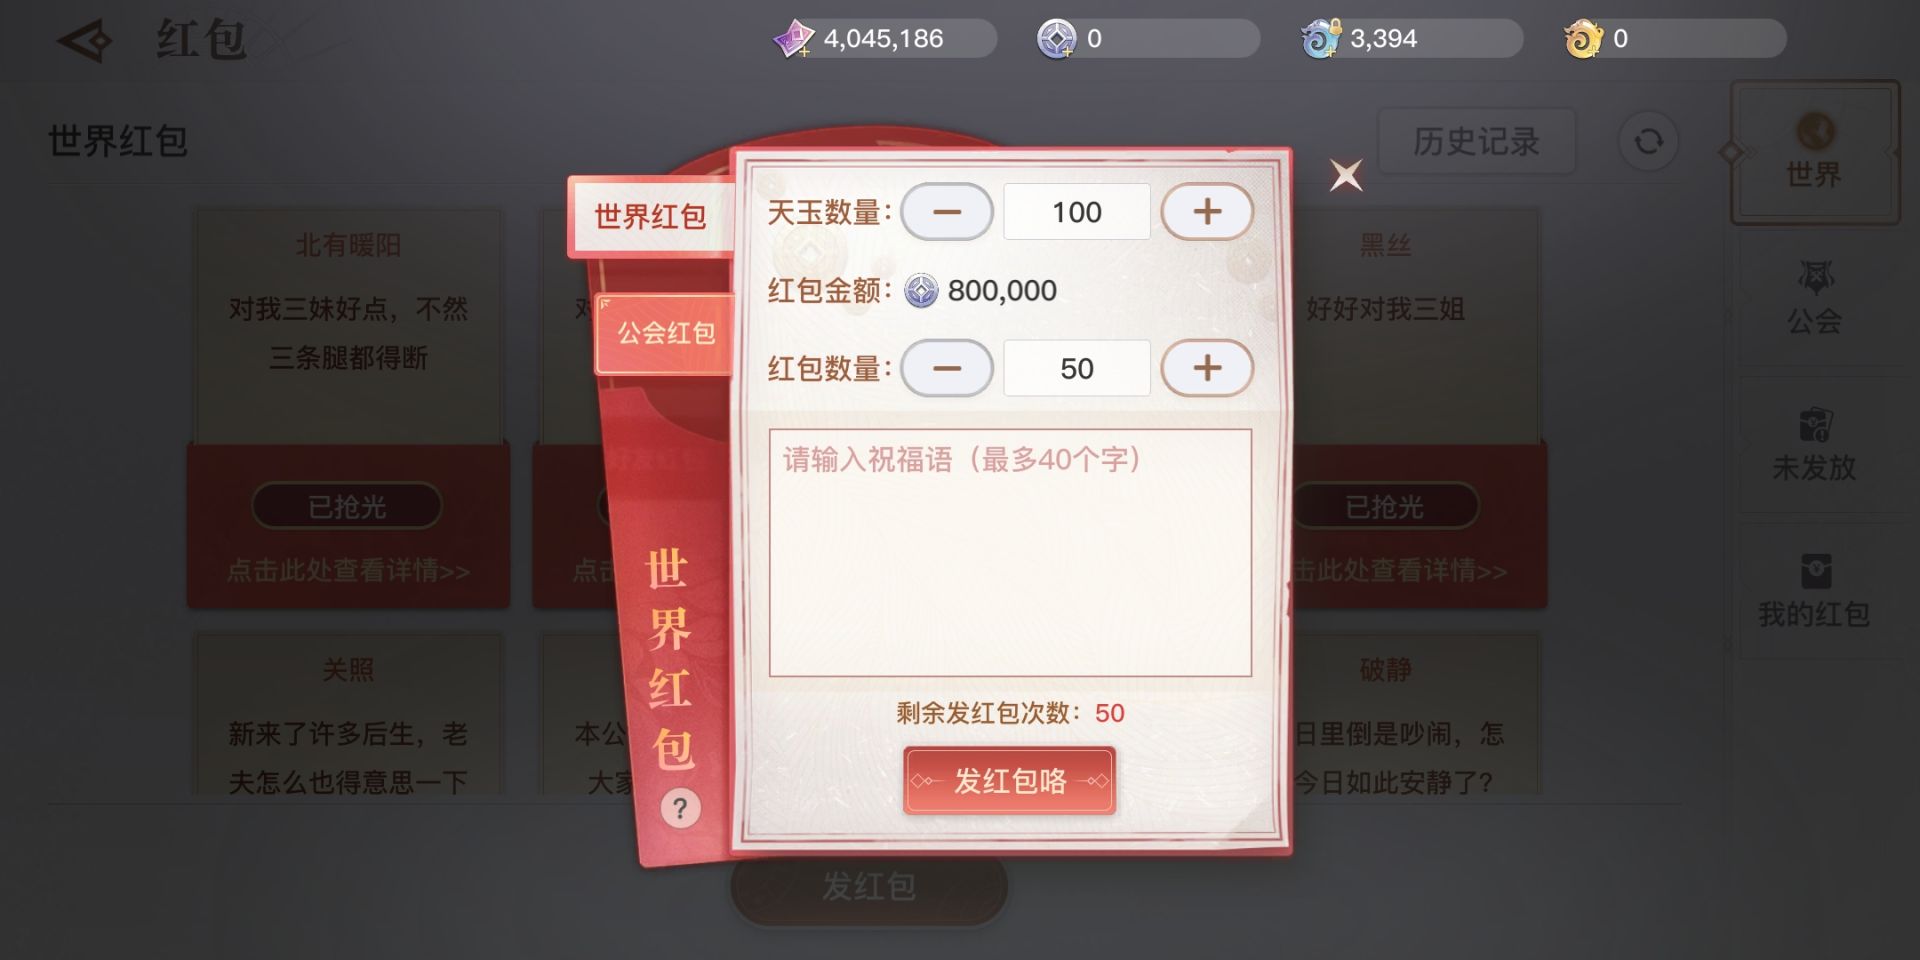 红包
4,045,186
0
3,394
0
世界红包
历史记录
世界
公会
未发放
我的红包
北有暖阳
对我三妹好点，不然
三条腿都得断
已抢光
点击此处查看详情>>
黑丝
好好对我三姐
已抢光
击此处查看详情>>
关照
新来了许多后生，老
夫怎么也得意思一下
本公
大家
破静
日里倒是吵闹，怎
今日如此安静了？
世界红包
公会红包
世界红包
?
天玉数量：
100
红包金额：
800,000
红包数量：
50
请输入祝福语（最多40个字）
剩余发红包次数：50
发红包咯
发红包